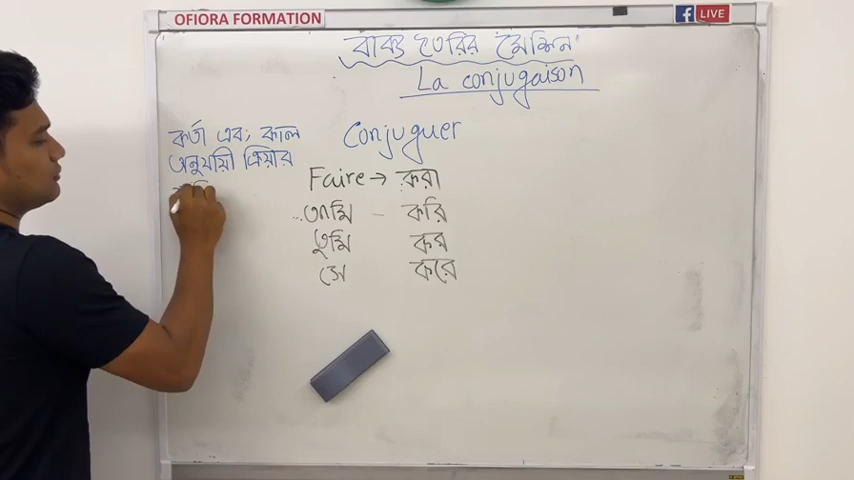 OFIORA FORMATION
LIVE
বাক্য তৈরির মেশিন
La conjugaison
কর্তা এবং কাল
অনুযায়ী ক্রিয়ার
Conjuguer
Faire → করা
আমি - করি
তুমি কর
সে করে